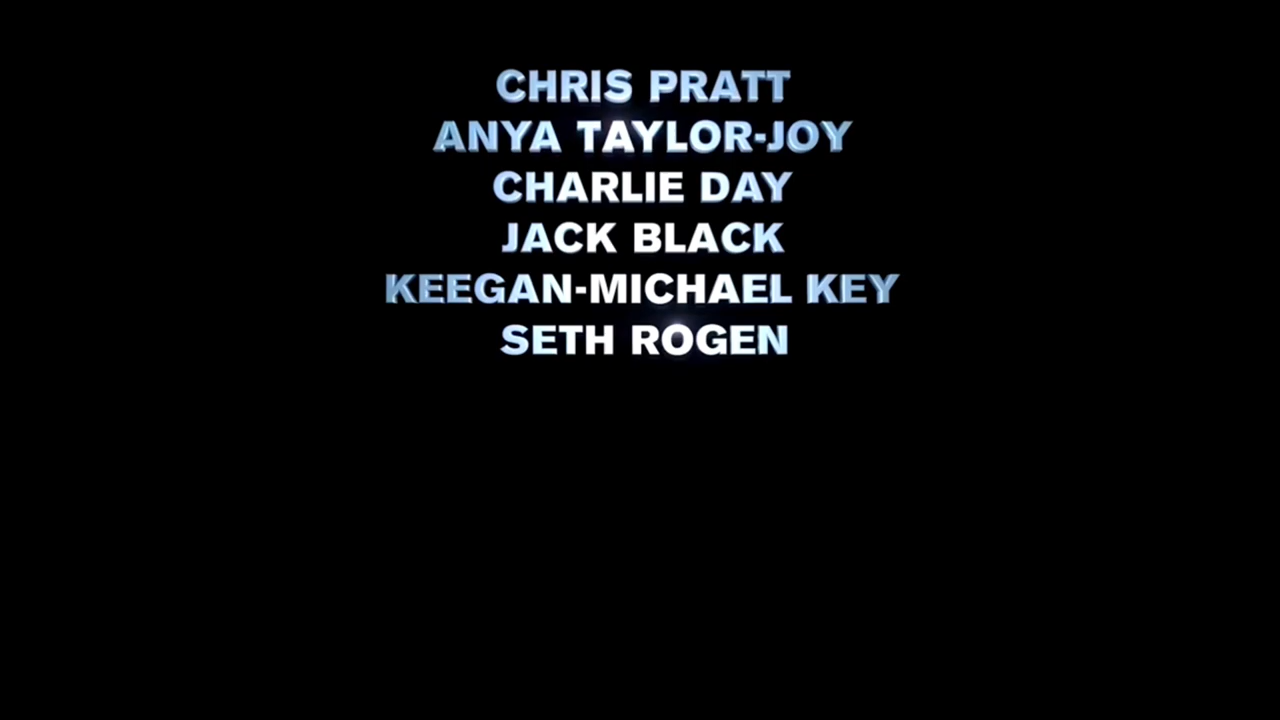 CHRIS PRATT
ANYA TAYLOR-JOY
CHARLIE DAY
JACK BLACK
KEEGAN-MICHAEL KEY
SETH ROGEN